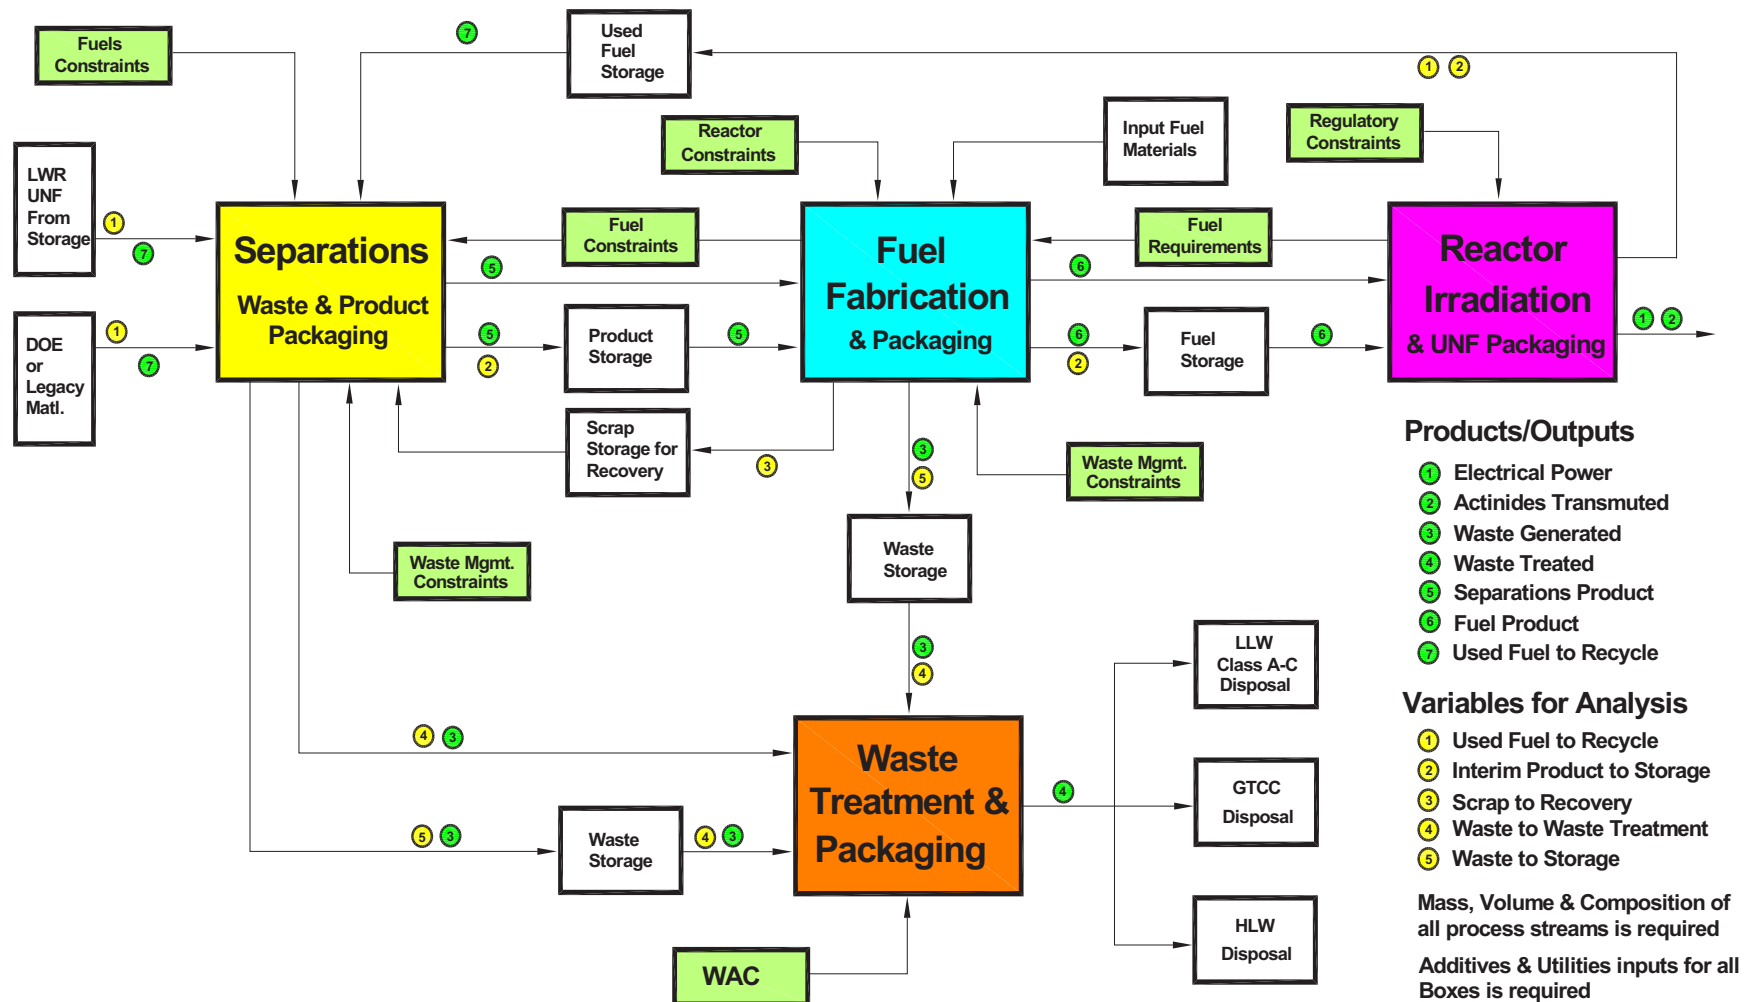 Fuels
Constraints
7
Used
Fuel
Storage
1 2
Reactor
Constraints
Input Fuel
Materials
Regulatory
Constraints
LWR
UNF
From
Storage
1
7
Separations
Waste & Product
Packaging
Fuel
Constraints
5
Fuel
Fabrication
& Packaging
Fuel
Requirements
6
Reactor
Irradiation
& UNF Packaging
1 2
DOE
or
Legacy
Matl.
1
7
5
2
Product
Storage
5
6
2
Fuel
Storage
6
Scrap
Storage for
Recovery
3
3
5
Waste Mgmt.
Constraints
Waste Mgmt.
Constraints
Waste
Storage
3
4
4 3
5 3
Waste
Storage
4 3
Waste
Treatment &
Packaging
4
WAC
LLW
Class A-C
Disposal
GTCC
Disposal
HLW
Disposal
Products/Outputs
1 Electrical Power
2 Actinides Transmuted
3 Waste Generated
4 Waste Treated
5 Separations Product
6 Fuel Product
7 Used Fuel to Recycle
Variables for Analysis
1 Used Fuel to Recycle
2 Interim Product to Storage
3 Scrap to Recovery
4 Waste to Waste Treatment
5 Waste to Storage
Mass, Volume & Composition of
all process streams is required
Additives & Utilities inputs for all
Boxes is required